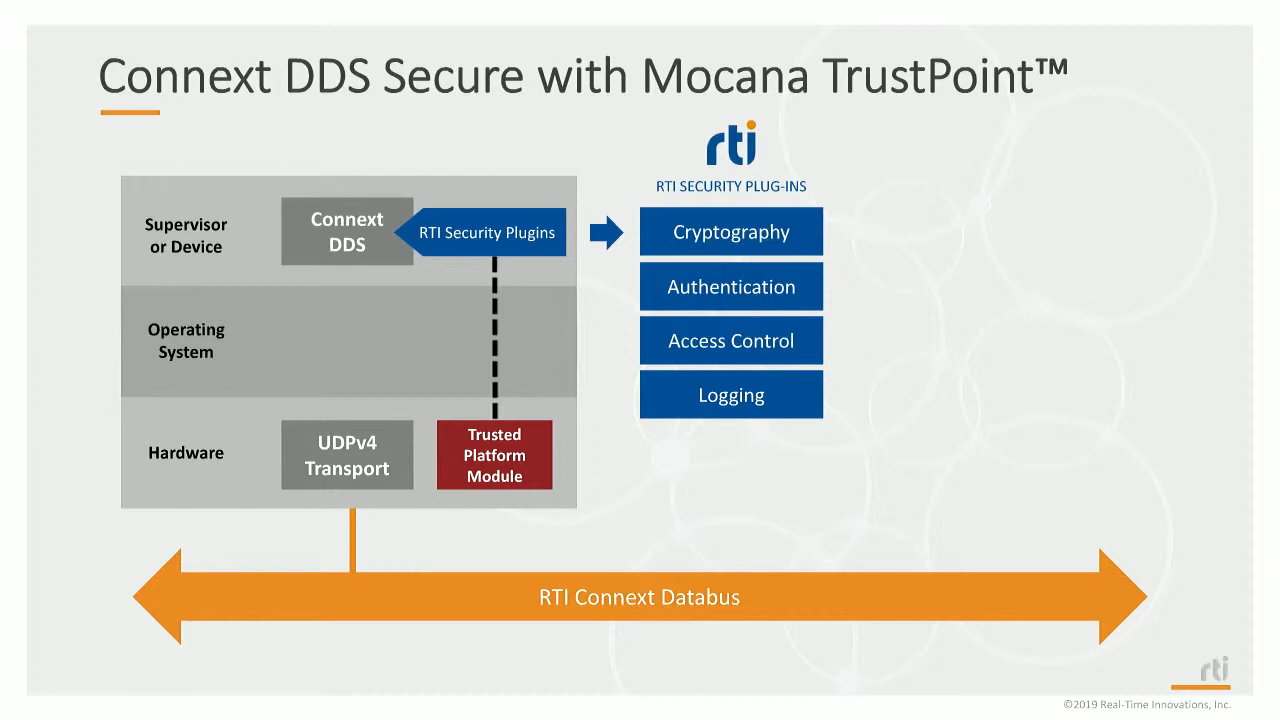 Connext DDS Secure with Mocana TrustPoint™
rti
RTI SECURITY PLUG-INS
Supervisor
or Device
Connext
DDS
RTI Security Plugins
Cryptography
Authentication
Access Control
Logging
Operating
System
Hardware
UDPv4
Transport
Trusted
Platform
Module
RTI Connext Databus
rti
©2019 Real-Time Innovations, Inc.